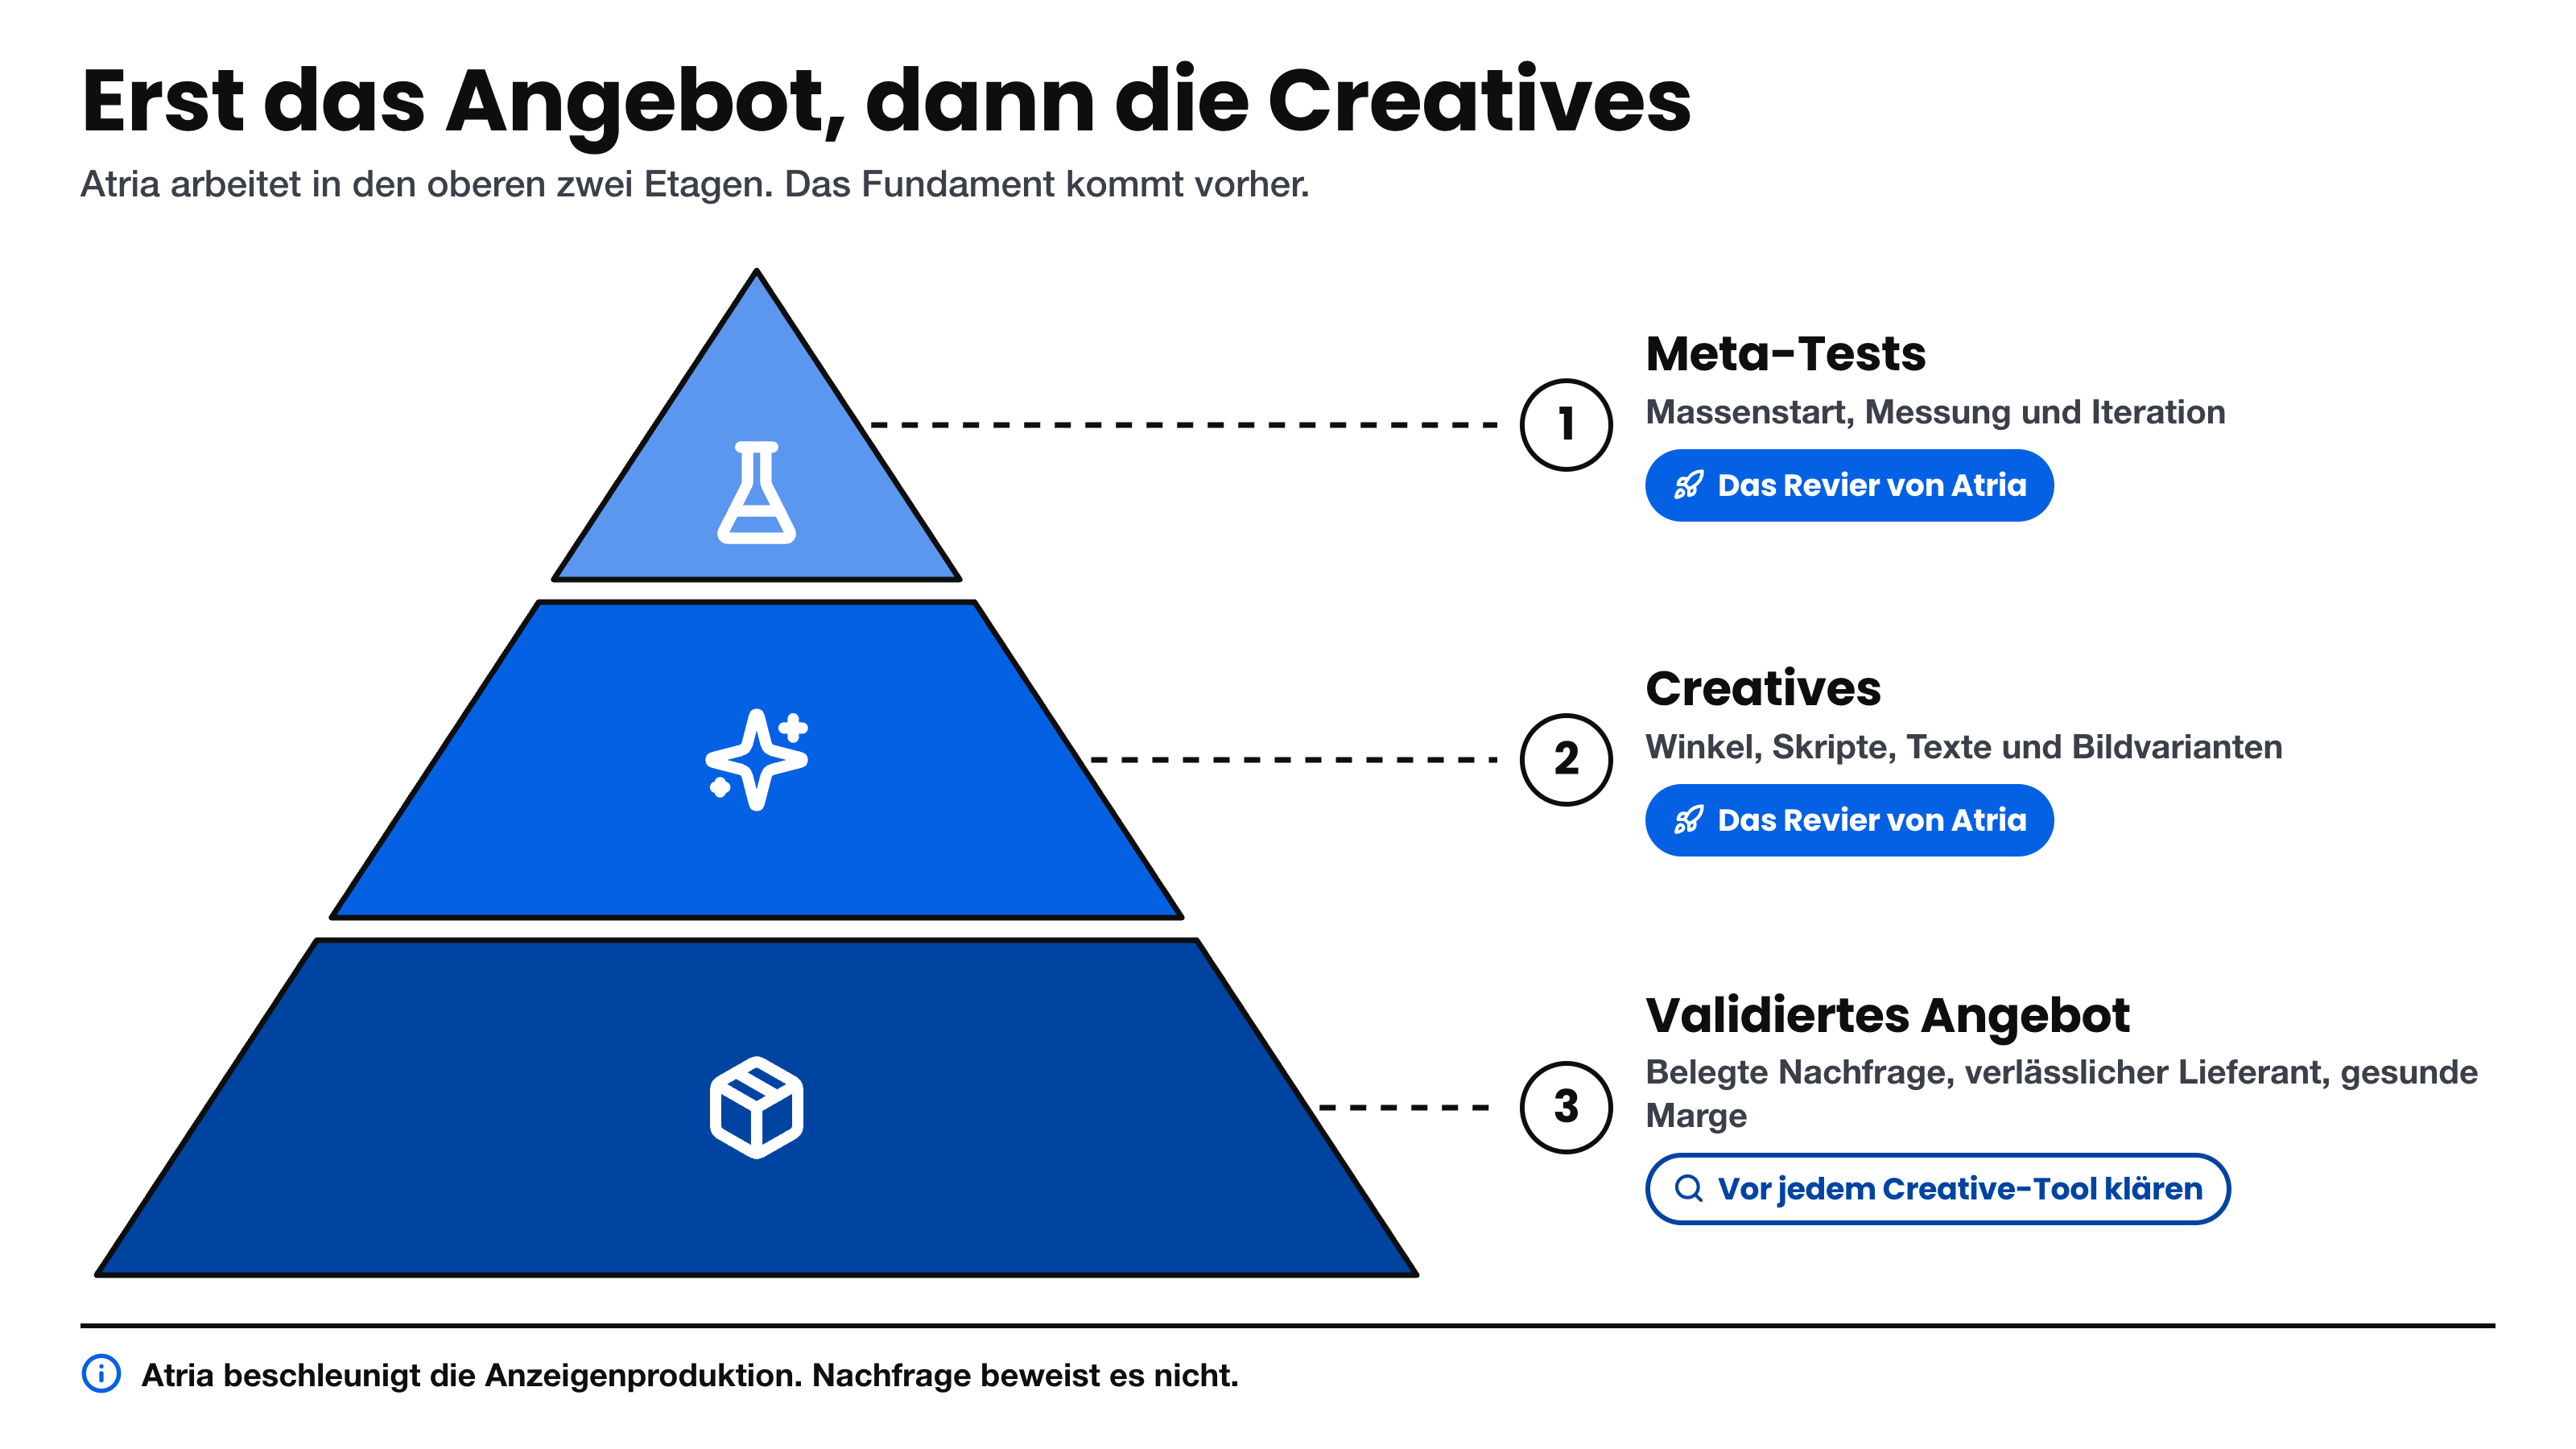 Erst das Angebot, dann die Creatives
Atria arbeitet in den oberen zwei Etagen. Das Fundament kommt vorher.
1
Meta-Tests
Massenstart, Messung und Iteration
Das Revier von Atria
2
Creatives
Winkel, Skripte, Texte und Bildvarianten
Das Revier von Atria
3
Validiertes Angebot
Belegte Nachfrage, verlässlicher Lieferant, gesunde
Marge
Vor jedem Creative-Tool klären
Atria beschleunigt die Anzeigenproduktion. Nachfrage beweist es nicht.